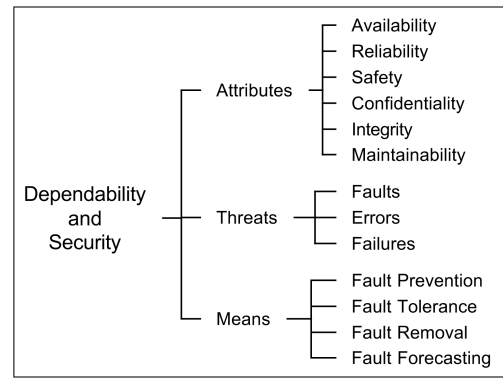 Dependability
and
Security
Attributes
Availability
Reliability
Safety
Confidentiality
Integrity
Maintainability
Threats
Faults
Errors
Failures
Means
Fault Prevention
Fault Tolerance
Fault Removal
Fault Forecasting